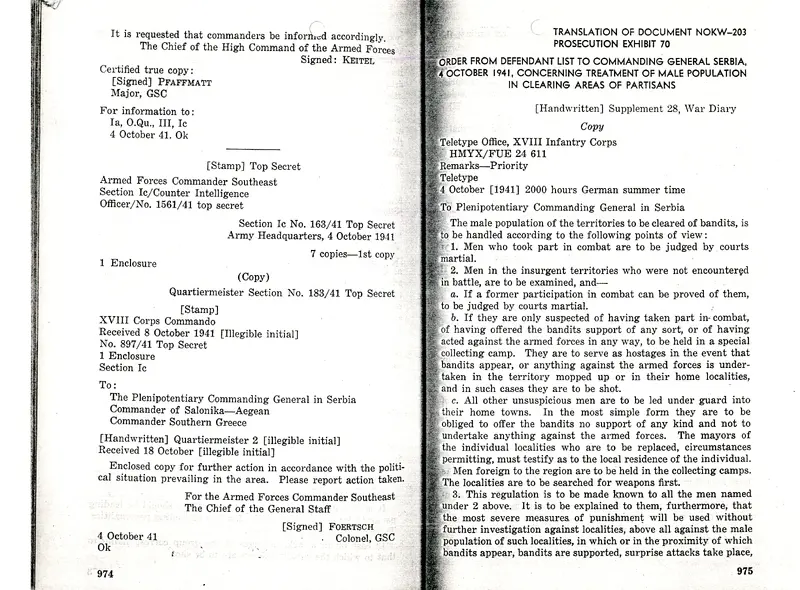 It is requested that commanders be informed accordingly.
The Chief of the High Command of the Armed Forces
Signed: KEITEL
Certified true copy:
[Signed] PFAFFMATT
Major, GSC
For information to:
Ia, O.Qu., III, Ic
4 October 41. Ok
[Stamp] Top Secret
Armed Forces Commander Southeast
Section Ic/Counter Intelligence
Officer/No. 1561/41 top secret
Section Ic No. 163/41 Top Secret
Army Headquarters, 4 October 1941
7 copies—1st copy
1 Enclosure
(Copy)
Quartiermeister Section No. 183/41 Top Secret
[Stamp]
XVIII Corps Commando
Received 8 October 1941 [Illegible initial]
No. 897/41 Top Secret
1 Enclosure
Section Ic
To:
The Plenipotentiary Commanding General in Serbia
Commander of Salonika—Aegean
Commander Southern Greece
[Handwritten] Quartiermeister 2 [illegible initial]
Received 18 October [illegible initial]
Enclosed copy for further action in accordance with the politi-
cal situation prevailing in the area. Please report action taken.
For the Armed Forces Commander Southeast
The Chief of the General Staff
[Signed] FOERTSCH
4 October 41 Colonel, GSC
Ok
974
TRANSLATION OF DOCUMENT NOKW-203
PROSECUTION EXHIBIT 70
ORDER FROM DEFENDANT LIST TO COMMANDING GENERAL SERBIA,
4 OCTOBER 1941, CONCERNING TREATMENT OF MALE POPULATION
IN CLEARING AREAS OF PARTISANS
[Handwritten] Supplement 28, War Diary
Copy
Teletype Office, XVIII Infantry Corps
HMYX/FUE 24 611
Remarks—Priority
Teletype
4 October [1941] 2000 hours German summer time
To Plenipotentiary Commanding General in Serbia
The male population of the territories to be cleared of bandits, is
to be handled according to the following points of view:
1. Men who took part in combat are to be judged by courts
martial.
2. Men in the insurgent territories who were not encountered
in battle, are to be examined, and—
a. If a former participation in combat can be proved of them,
to be judged by courts martial.
b. If they are only suspected of having taken part in combat,
of having offered the bandits support of any sort, or of having
acted against the armed forces in any way, to be held in a special
collecting camp. They are to serve as hostages in the event that
bandits appear, or anything against the armed forces is under-
taken in the territory mopped up or in their home localities,
and in such cases they are to be shot.
c. All other unsuspicious men are to be led under guard into
their home towns. In the most simple form they are to be
obliged to offer the bandits no support of any kind and not to
undertake anything against the armed forces. The mayors of
the individual localities who are to be replaced, circumstances
permitting, must testify as to the local residence of the individual.
Men foreign to the region are to be held in the collecting camps.
The localities are to be searched for weapons first.
3. This regulation is to be made known to all the men named
under 2 above. It is to be explained to them, furthermore, that
the most severe measures of punishment will be used without
further investigation against localities, above all against the male
population of such localities, in which or in the proximity of which
bandits appear, bandits are supported, surprise attacks take place,
975